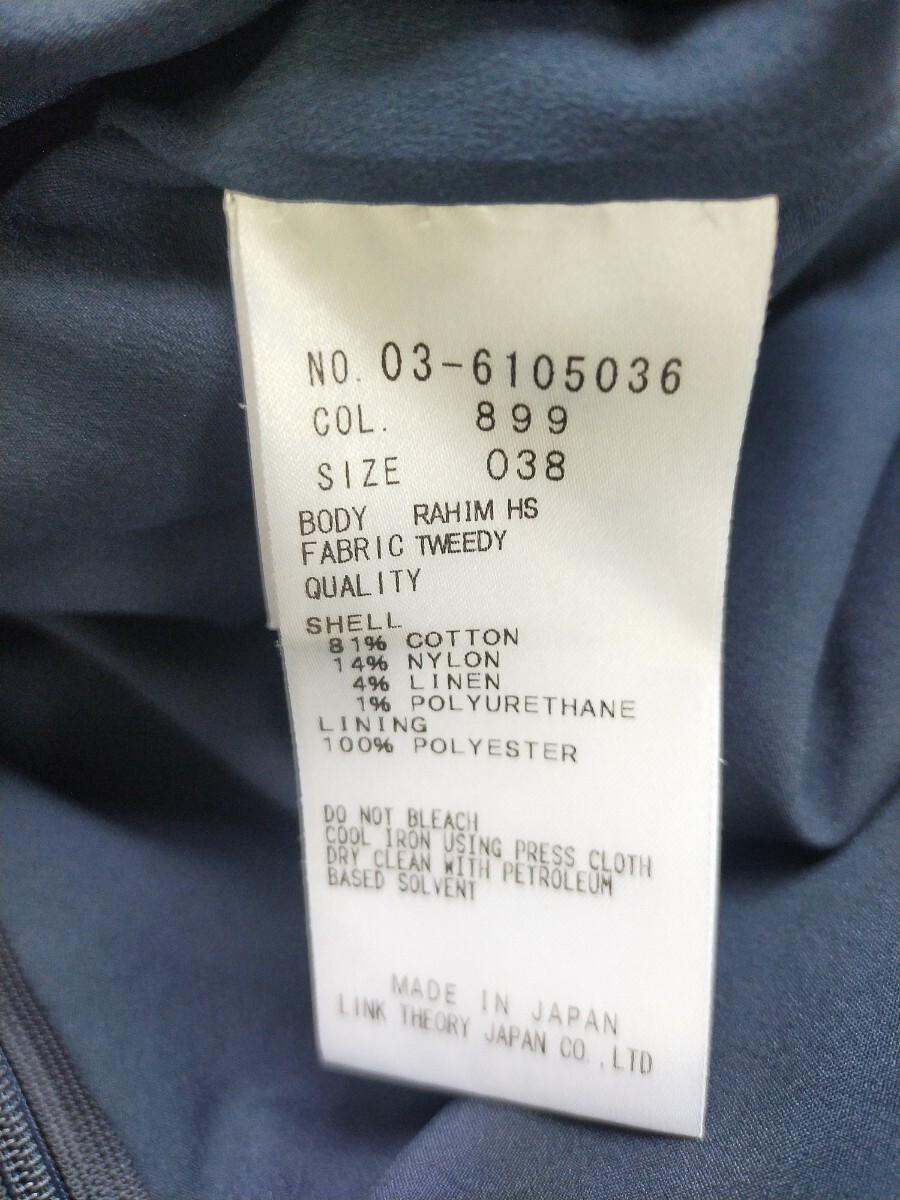 NO. 03-6105036
COL. 899
SIZE 038
BODY RAHIM HS
FABRIC TWEEDY
QUALITY
SHELL
81% COTTON
14% NYLON
4% LINEN
1% POLYURETHANE
LINING
100% POLYESTER
DO NOT BLEACH
COOL IRON USING PRESS CLOTH
DRY CLEAN WITH PETROLEUM
BASED SOLVENT
MADE IN JAPAN
LINK THEORY JAPAN CO.,LTD